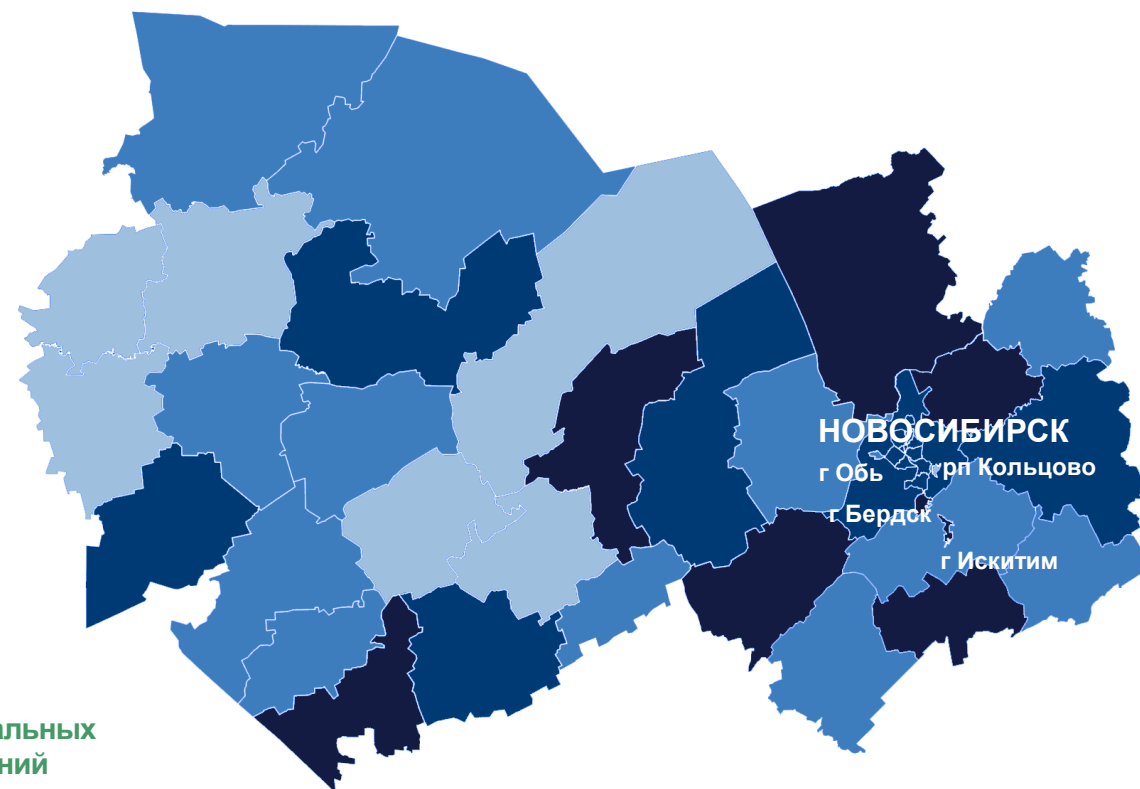 НОВОСИБИРСК
г Обь
рп Кольцово
г Бердск
г Искитим
альных
ний